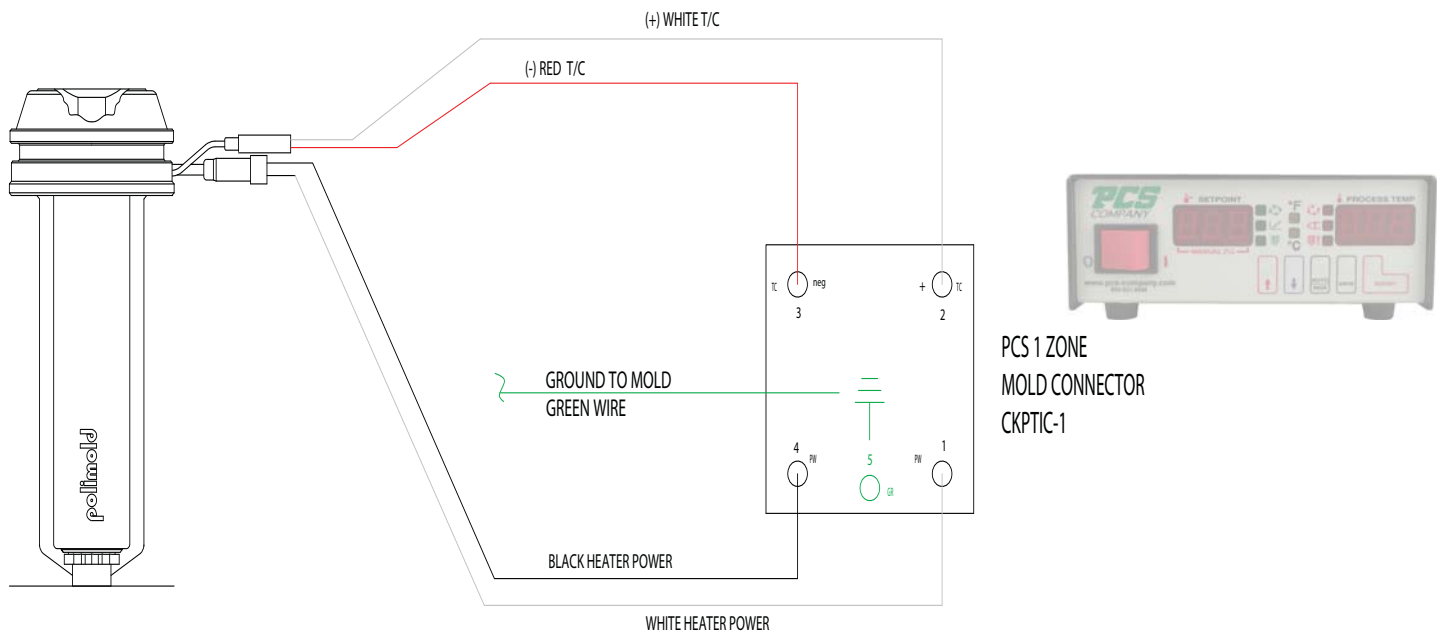 (+) WHITE T/C
(-) RED T/C
polimold
TC neg
3
+ TC
2
GROUND TO MOLD
GREEN WIRE
4
PW
5
GR
1
PW
BLACK HEATER POWER
WHITE HEATER POWER
PCS
COMPANY
SETPOINT
°F
°C
PROCESS TEMP
O
I
www.pcs-company.com
PCS 1 ZONE
MOLD CONNECTOR
CKPTIC-1